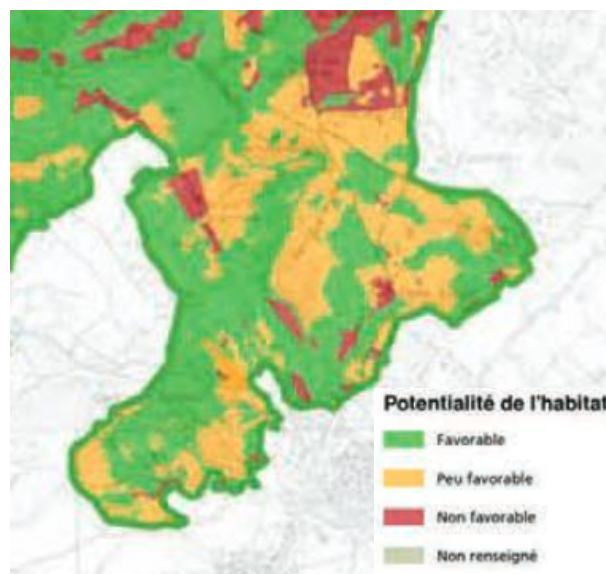 Potentialité de l'habitat
Favorable
Peu favorable
Non favorable
Non renseigné